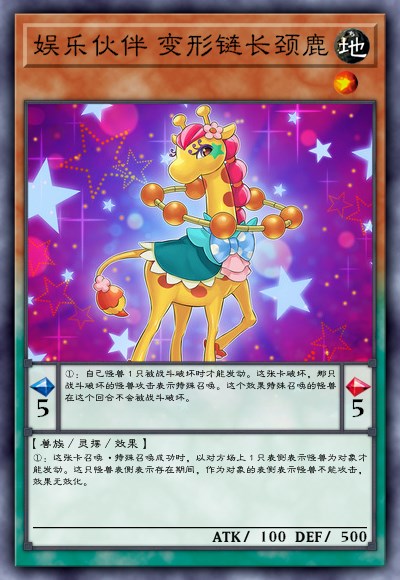 娱乐伙伴 变形链长颈鹿
地
①：自己怪兽1只被战斗破坏时才能发动。这张卡破坏，那只
战斗破坏的怪兽攻击表示特殊召唤。这个效果特殊召唤的怪兽
在这个回合不会被战斗破坏。
5
5
【兽族／灵摆／效果】
①：这张卡召唤·特殊召唤成功时，以对方场上1只表侧表示怪兽为对象才
能发动。这只怪兽表侧表示存在期间，作为对象的表侧表示怪兽不能攻击，
效果无效化。
ATK/ 100 DEF/ 500